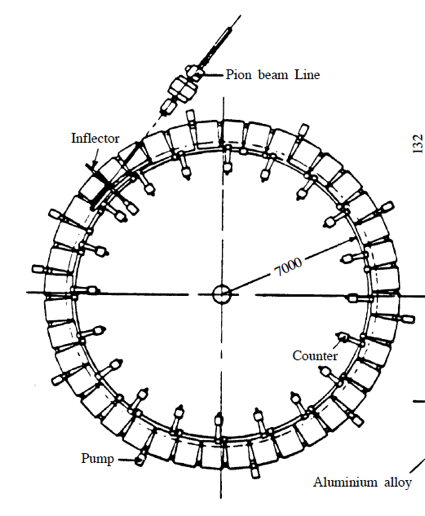 Pion beam Line
Inflector
132
7000
Counter
Pump
Aluminium alloy